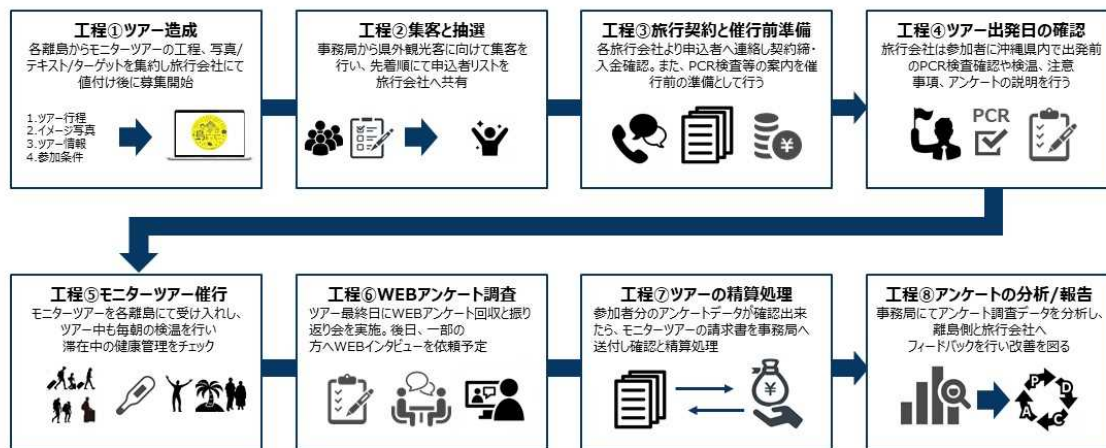 工程①ツアー造成
各離島からモニターツアーの工程、写真/
テキスト/ターゲットを集約し旅行会社にて
値付け後に募集開始
1.ツアー行程
2.イメージ写真
3.ツアー情報
4.参加条件
工程②集客と抽選
事務局から県外観光客に向けて集客を
行い、先着順にて申込者リストを
旅行会社へ共有
工程③旅行契約と催行前準備
各旅行会社より申込者へ連絡し契約締・
入金確認。また、PCR検査等の案内を催
行前の準備として行う
¥
工程④ツアー出発日の確認
旅行会社は参加者に沖縄県内で出発前
のPCR検査確認や検温、注意
事項、アンケートの説明を行う
PCR
工程⑤モニターツアー催行
モニターツアーを各離島にて受け入れし、
ツアー中も毎朝の検温を行い
滞在中の健康管理をチェック
工程⑥WEBアンケート調査
ツアー最終日にWEBアンケート回収と振り
返り会を実施。後日、一部の
方へWEBインタビューを依頼予定
工程⑦ツアーの精算処理
参加者分のアンケートデータが確認出来
たら、モニターツアーの請求書を事務局へ
送付し確認と精算処理
¥
工程⑧アンケートの分析/報告
事務局にてアンケート調査データを分析し、
離島側と旅行会社へ
フィードバックを行い改善を図る
P
D
C
A